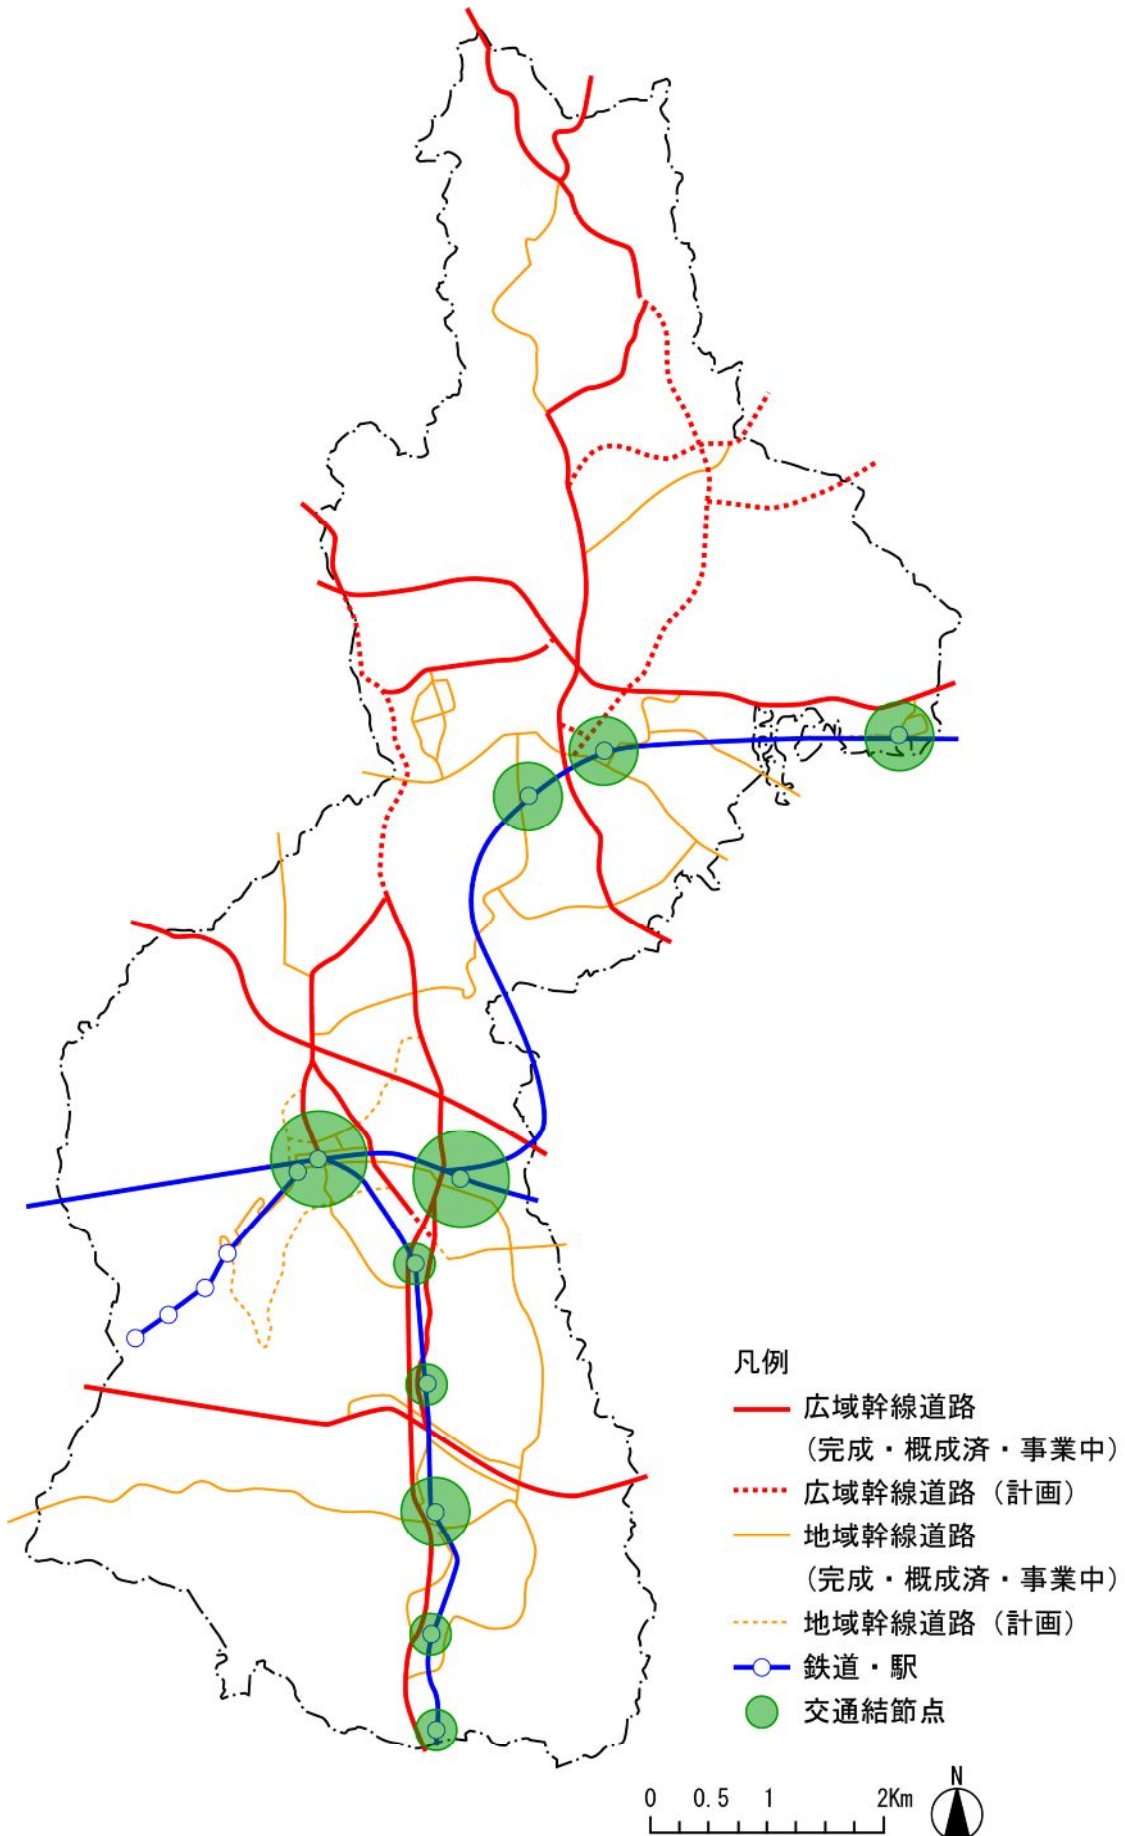 凡例
広域幹線道路
(完成・概成済・事業中)
広域幹線道路（計画）
地域幹線道路
(完成・概成済・事業中)
地域幹線道路（計画）
鉄道・駅
交通結節点
0 0.5 1 2Km
N